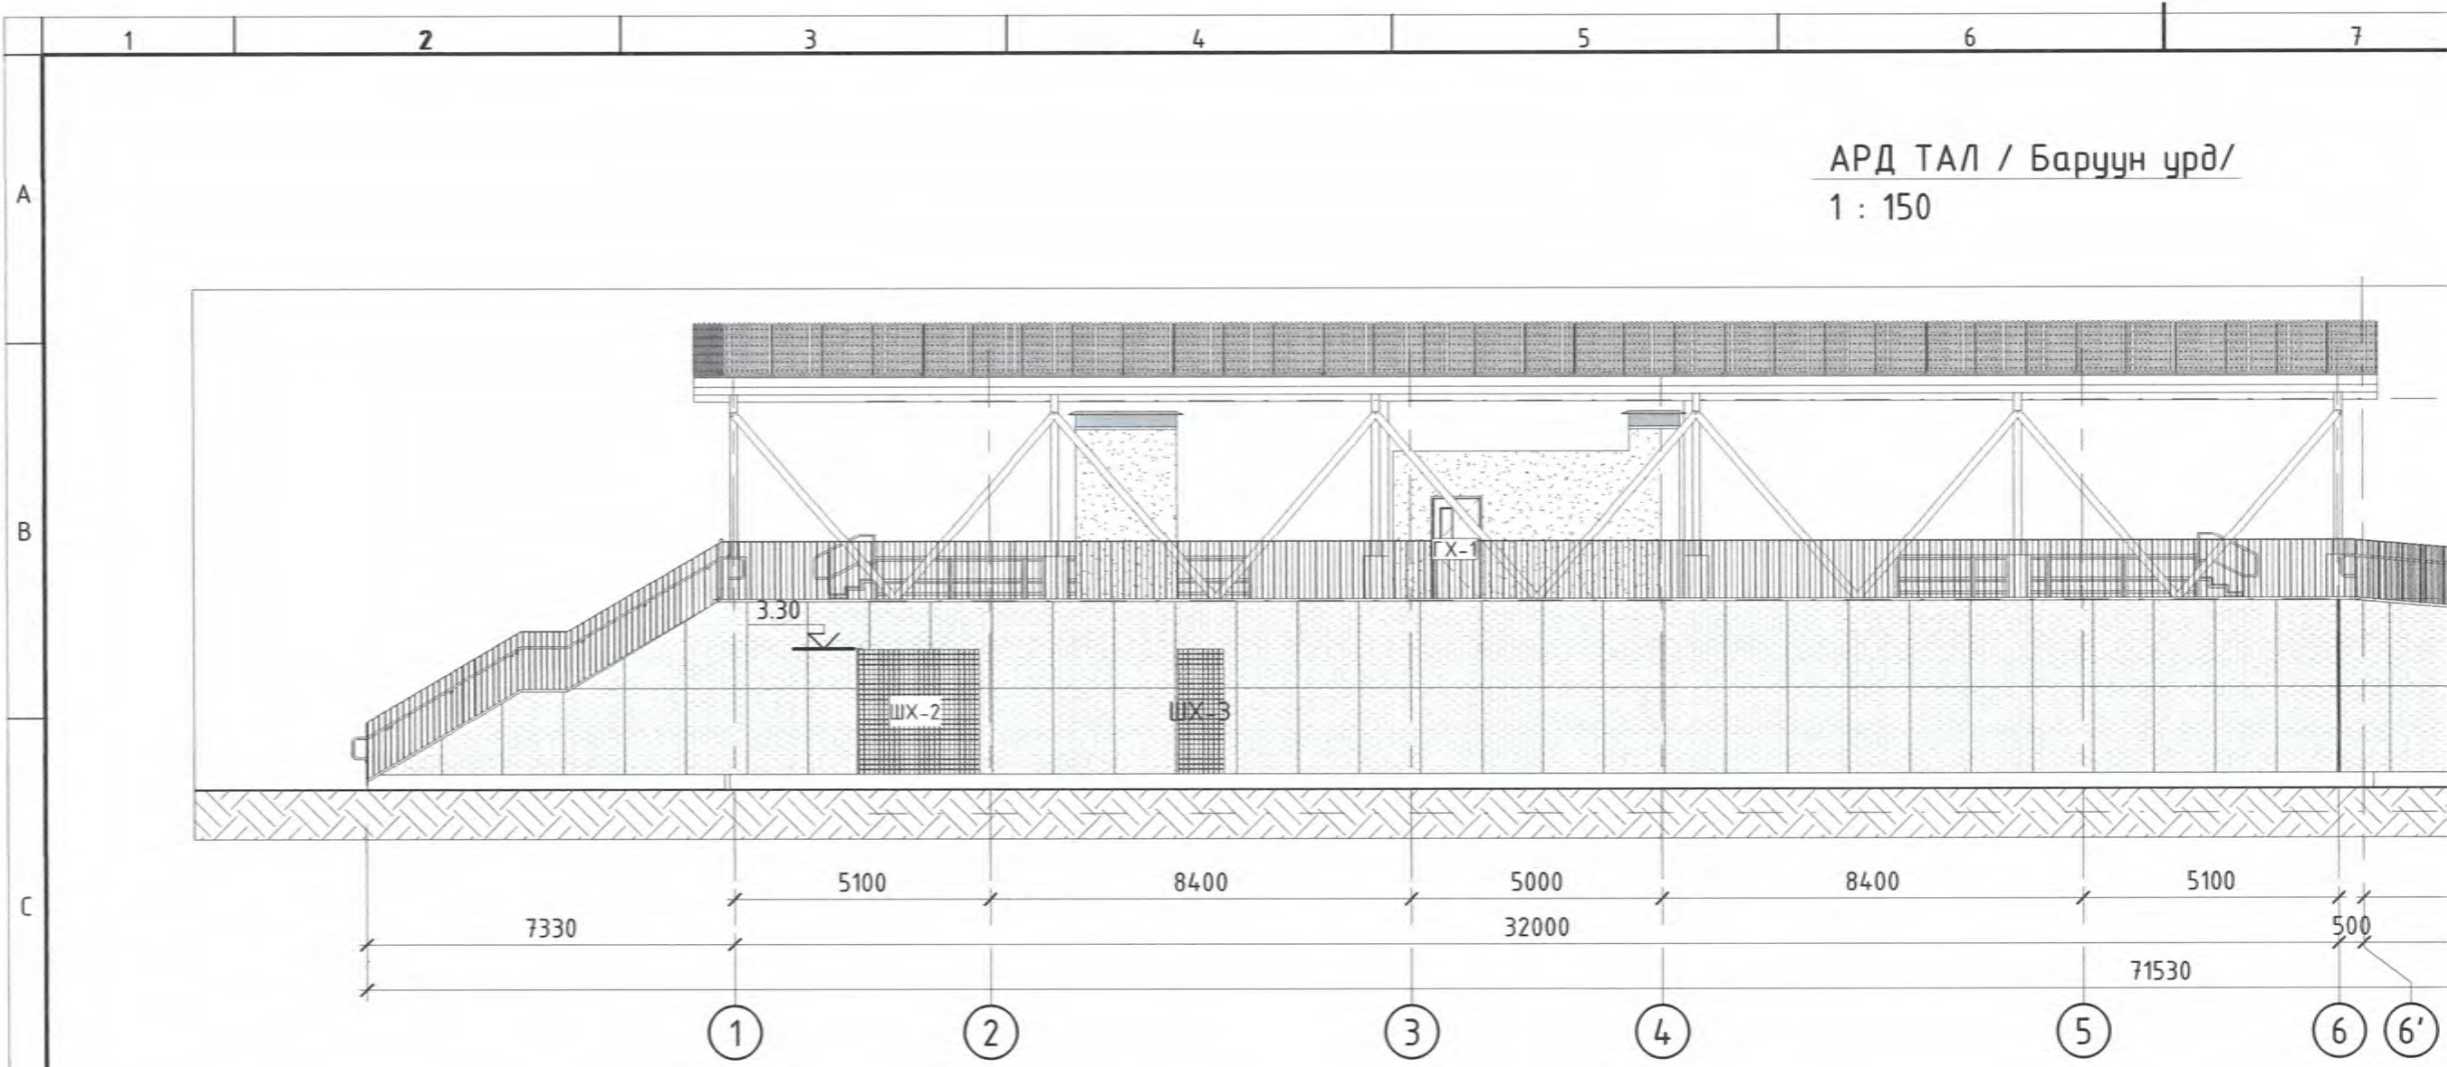 1 2 3 4 5 6 7
A
АРД ТАЛ / Баруун урд/
1 : 150
B
ГХ-1
3.30
ШХ-2
ШХ-3
C
5100 8400 5000 8400 5100
7330 32000 500
71530
1 2 3 4 5 6 6'